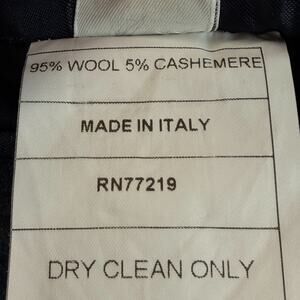 95% WOOL 5% CASHEMERE
MADE IN ITALY
RN77219
DRY CLEAN ONLY